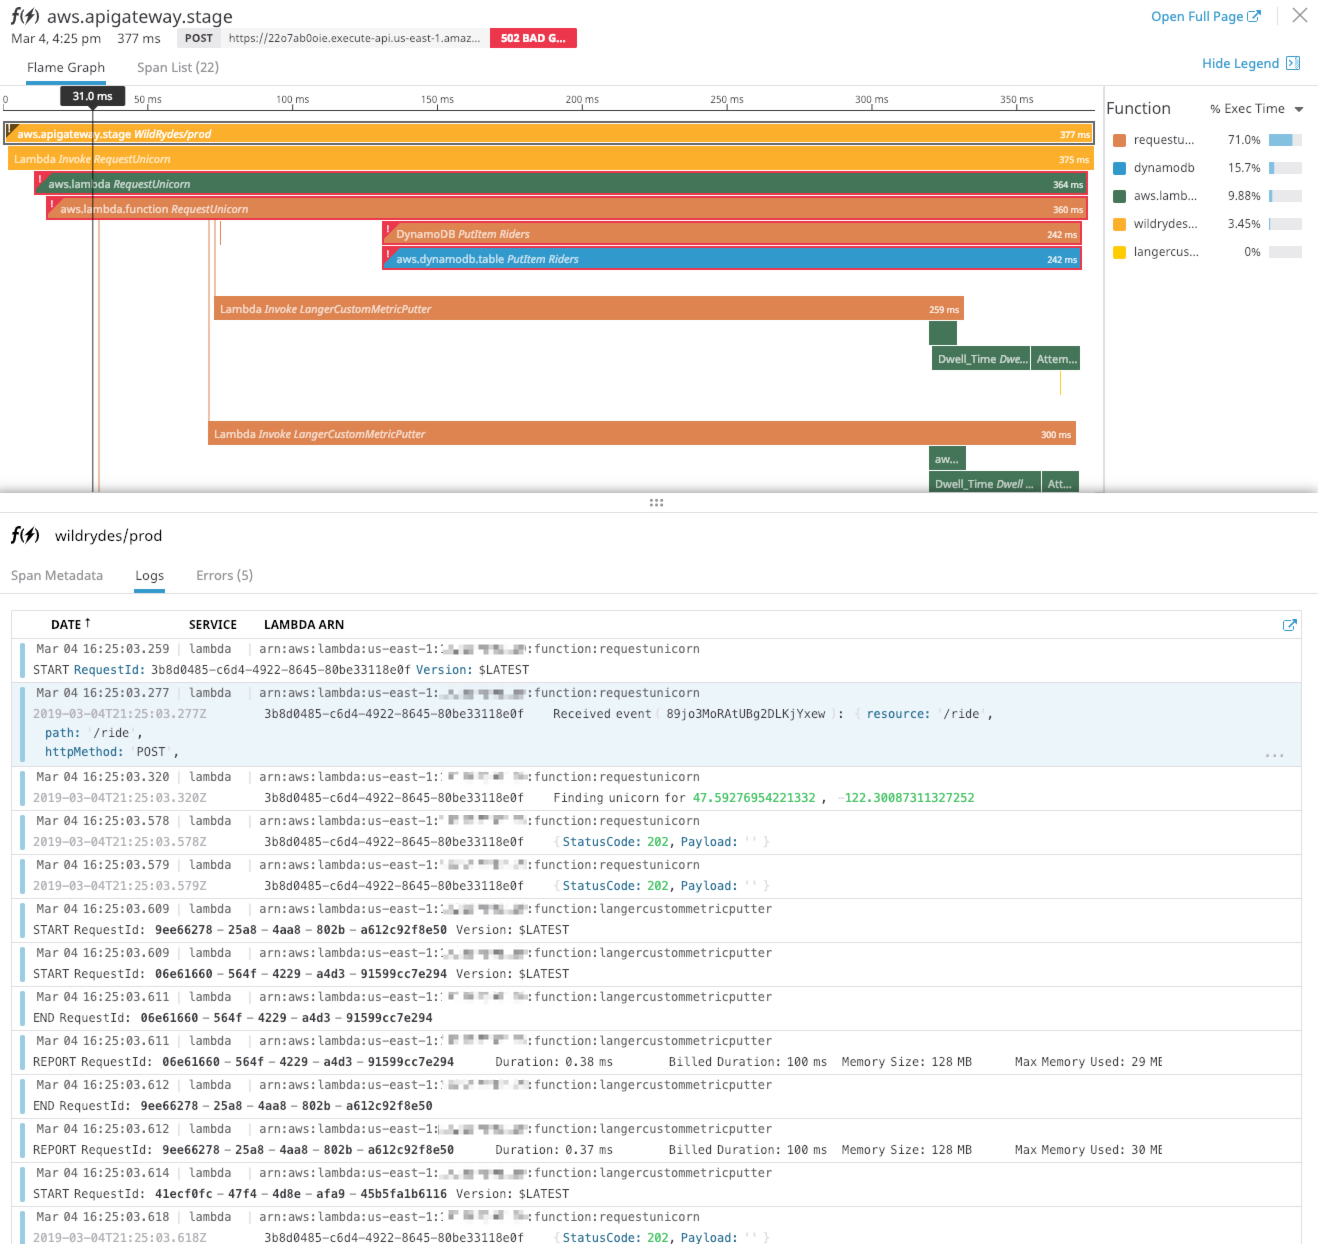 aws.apigateway.stage
Open Full Page
Mar 4, 4:25 pm 377 ms POST https://22o7ab0oie.execute-api.us-east-1.amaz... 502 BAD G...
Flame Graph Span List (22)
Hide Legend
0 31.0 ms 50 ms 100 ms 150 ms 200 ms 250 ms 300 ms 350 ms
Function % Exec Time
requestu... 71.0%
dynamodb 15.7%
aws.lamb... 9.88%
wildrydes... 3.45%
langercus... 0%
! aws.apigateway.stage WildRydes/prod 377 ms
Lambda Invoke RequestUnicorn 375 ms
! aws.lambda RequestUnicorn 364 ms
! aws.lambda.function RequestUnicorn 360 ms
! DynamoDB PutItem Riders 242 ms
! aws.dynamodb.table PutItem Riders 242 ms
Lambda Invoke LangerCustomMetricPutter 259 ms
Dwell_Time Dwe... Attem...
Lambda Invoke LangerCustomMetricPutter 300 ms
aw...
Dwell_Time Dwell ... Att...
wildrydes/prod
Span Metadata Logs Errors (5)
DATE ↑ SERVICE LAMBDA ARN
Mar 04 16:25:03.259 | lambda | arn:aws:lambda:us-east-1: :function:requestunicorn
START RequestId: 3b8d0485-c6d4-4922-8645-80be33118e0f Version: $LATEST
Mar 04 16:25:03.277 | lambda | arn:aws:lambda:us-east-1: :function:requestunicorn
2019-03-04T21:25:03.277Z 3b8d0485-c6d4-4922-8645-80be33118e0f Received event ( 89jo3MoRAtUBg2DLKjYxew ): { resource: '/ride',
path: '/ride',
httpMethod: 'POST',
...
Mar 04 16:25:03.320 | lambda | arn:aws:lambda:us-east-1: :function:requestunicorn
2019-03-04T21:25:03.320Z 3b8d0485-c6d4-4922-8645-80be33118e0f Finding unicorn for 47.59276954221332 , -122.30087311327252
Mar 04 16:25:03.578 | lambda | arn:aws:lambda:us-east-1: :function:requestunicorn
2019-03-04T21:25:03.578Z 3b8d0485-c6d4-4922-8645-80be33118e0f { StatusCode: 202, Payload: '' }
Mar 04 16:25:03.579 | lambda | arn:aws:lambda:us-east-1: :function:requestunicorn
2019-03-04T21:25:03.579Z 3b8d0485-c6d4-4922-8645-80be33118e0f { StatusCode: 202, Payload: '' }
Mar 04 16:25:03.609 | lambda | arn:aws:lambda:us-east-1: :function:langercustommetricputter
START RequestId: 9ee66278 - 25a8 - 4aa8 - 802b - a612c92f8e50 Version: $LATEST
Mar 04 16:25:03.609 | lambda | arn:aws:lambda:us-east-1: :function:langercustommetricputter
START RequestId: 06e61660 - 564f - 4229 - a4d3 - 91599cc7e294 Version: $LATEST
Mar 04 16:25:03.611 | lambda | arn:aws:lambda:us-east-1: :function:langercustommetricputter
END RequestId: 06e61660 - 564f - 4229 - a4d3 - 91599cc7e294
Mar 04 16:25:03.611 | lambda | arn:aws:lambda:us-east-1: :function:langercustommetricputter
REPORT RequestId: 06e61660 - 564f - 4229 - a4d3 - 91599cc7e294 Duration: 0.38 ms Billed Duration: 100 ms Memory Size: 128 MB Max Memory Used: 29 MB
Mar 04 16:25:03.612 | lambda | arn:aws:lambda:us-east-1: :function:langercustommetricputter
END RequestId: 9ee66278 - 25a8 - 4aa8 - 802b - a612c92f8e50
Mar 04 16:25:03.612 | lambda | arn:aws:lambda:us-east-1: :function:langercustommetricputter
REPORT RequestId: 9ee66278 - 25a8 - 4aa8 - 802b - a612c92f8e50 Duration: 0.37 ms Billed Duration: 100 ms Memory Size: 128 MB Max Memory Used: 30 MB
Mar 04 16:25:03.614 | lambda | arn:aws:lambda:us-east-1: :function:langercustommetricputter
START RequestId: 41ecf0fc - 47f4 - 4d8e - afa9 - 45b5fa1b6116 Version: $LATEST
Mar 04 16:25:03.618 | lambda | arn:aws:lambda:us-east-1: :function:requestunicorn
2019-03-04T21:25:03.618Z 3b8d0485-c6d4-4922-8645-80be33118e0f { StatusCode: 202, Payload: '' }